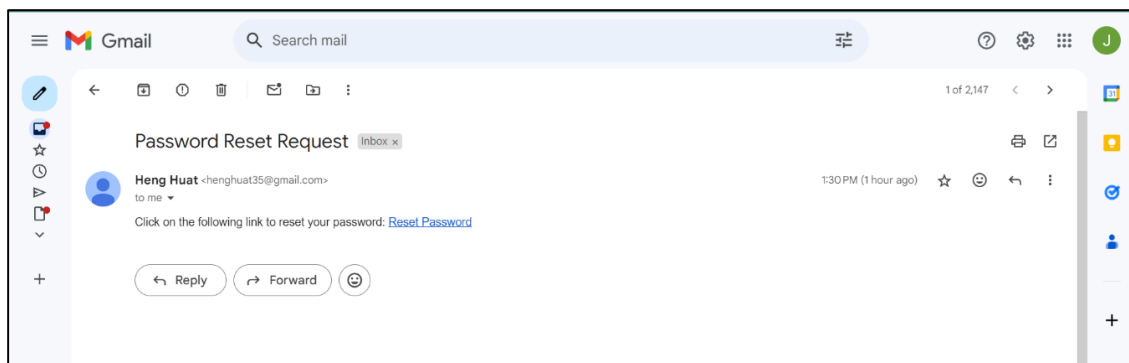 Gmail
Search mail
J
1 of 2,147
31
Password Reset Request Inbox x
Heng Huat <henghuat35@gmail.com> 1:30 PM (1 hour ago)
to me
Click on the following link to reset your password: Reset Password
Reply Forward